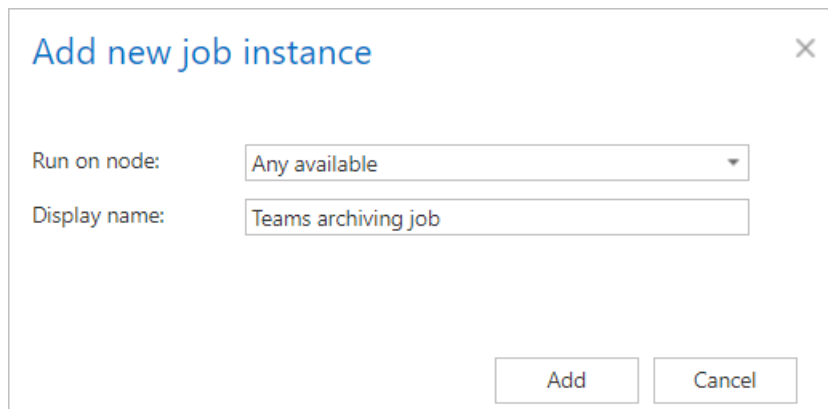 Add new job instance
Run on node: Any available
Display name: Teams archiving job
Add Cancel